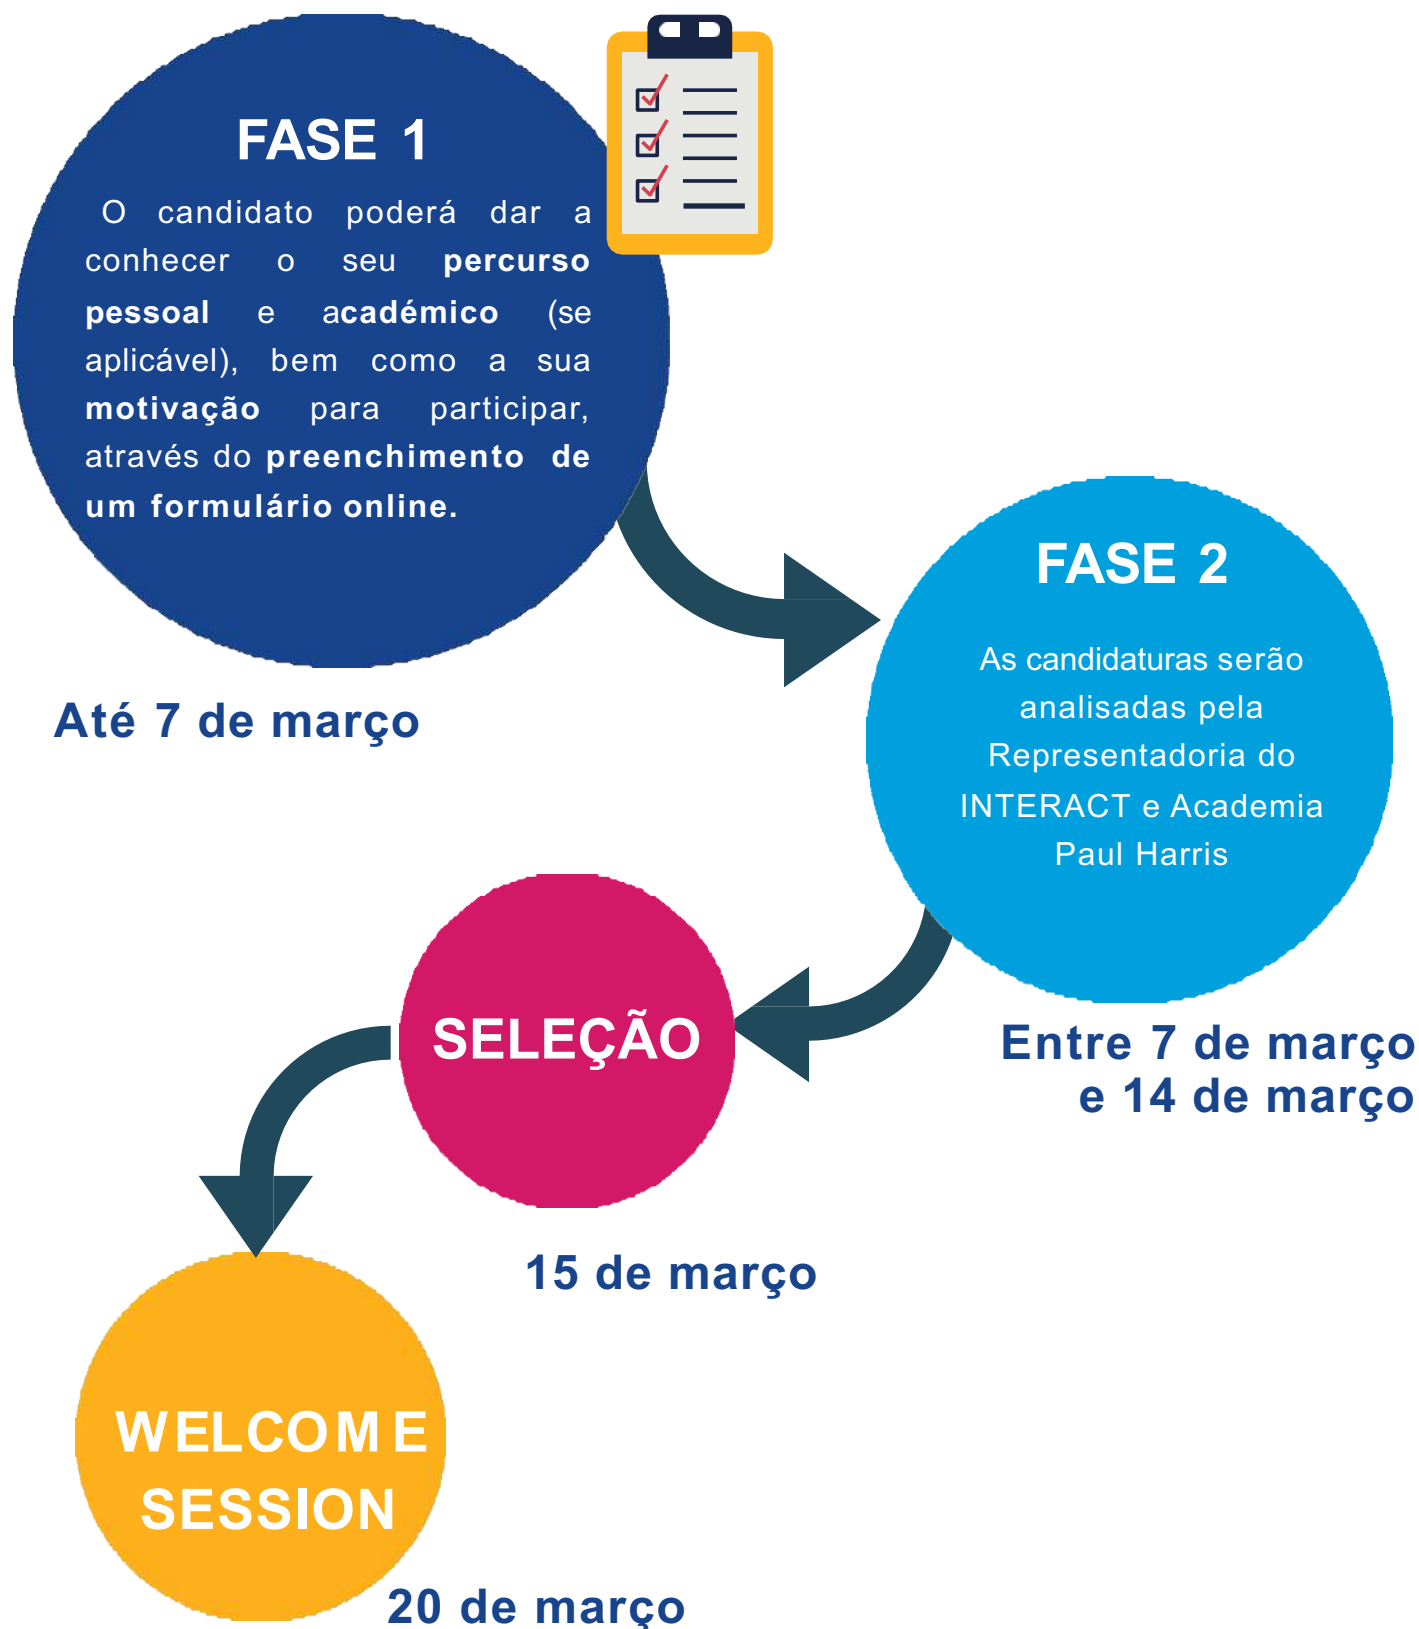 FASE 1
O candidato poderá dar a
conhecer o seu percurso
pessoal e académico (se
aplicável), bem como a sua
motivação para participar,
através do preenchimento de
um formulário online.
Até 7 de março
FASE 2
As candidaturas serão
analisadas pela
Representadoria do
INTERACT e Academia
Paul Harris
Entre 7 de março
e 14 de março
SELEÇÃO
15 de março
WELCOME
SESSION
20 de março